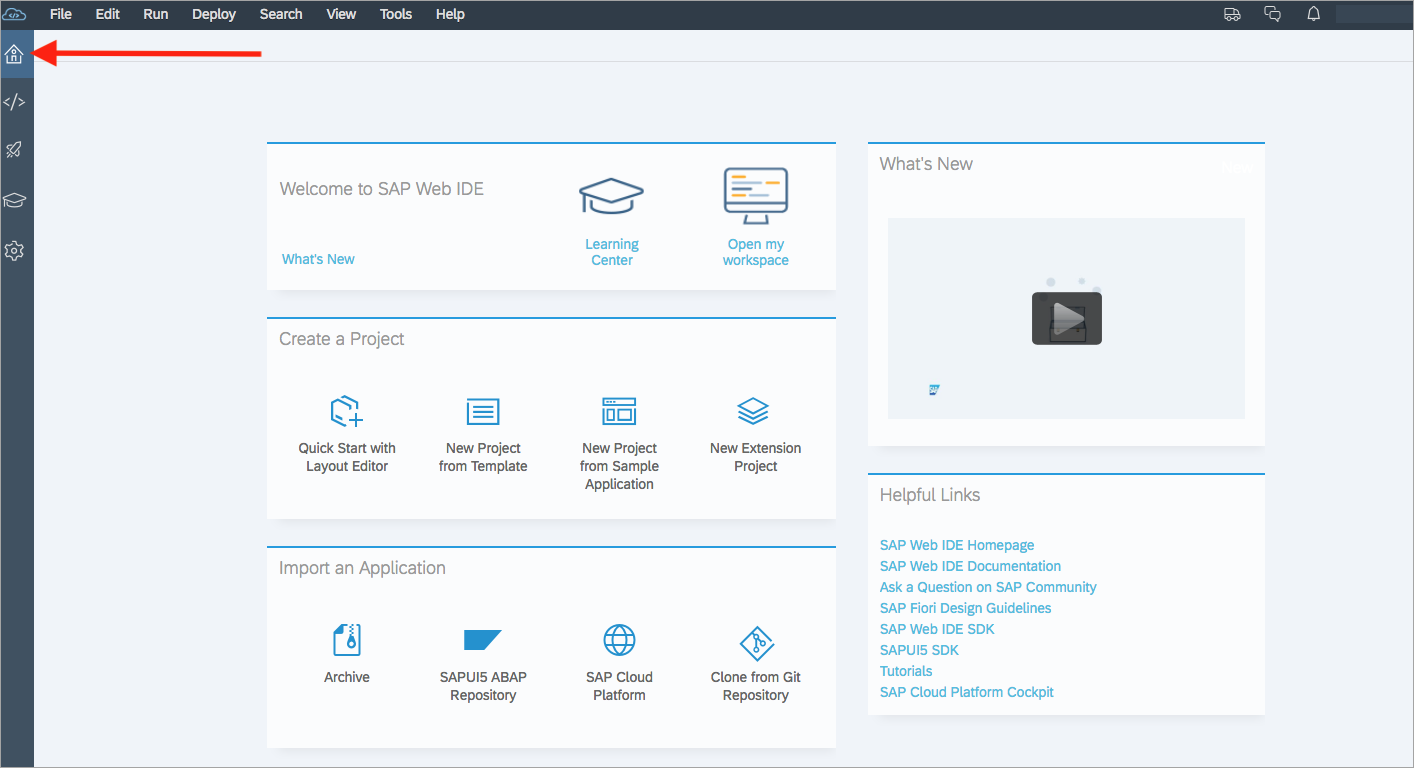 File Edit Run Deploy Search View Tools Help
Welcome to SAP Web IDE
What's New
Learning
Center
Open my
workspace
Create a Project
Quick Start with
Layout Editor
New Project
from Template
New Project
from Sample
Application
New Extension
Project
Import an Application
Archive
SAPUI5 ABAP
Repository
SAP Cloud
Platform
Clone from Git
Repository
What's New
SAP
Helpful Links
SAP Web IDE Homepage
SAP Web IDE Documentation
Ask a Question on SAP Community
SAP Fiori Design Guidelines
SAP Web IDE SDK
SAPUI5 SDK
Tutorials
SAP Cloud Platform Cockpit